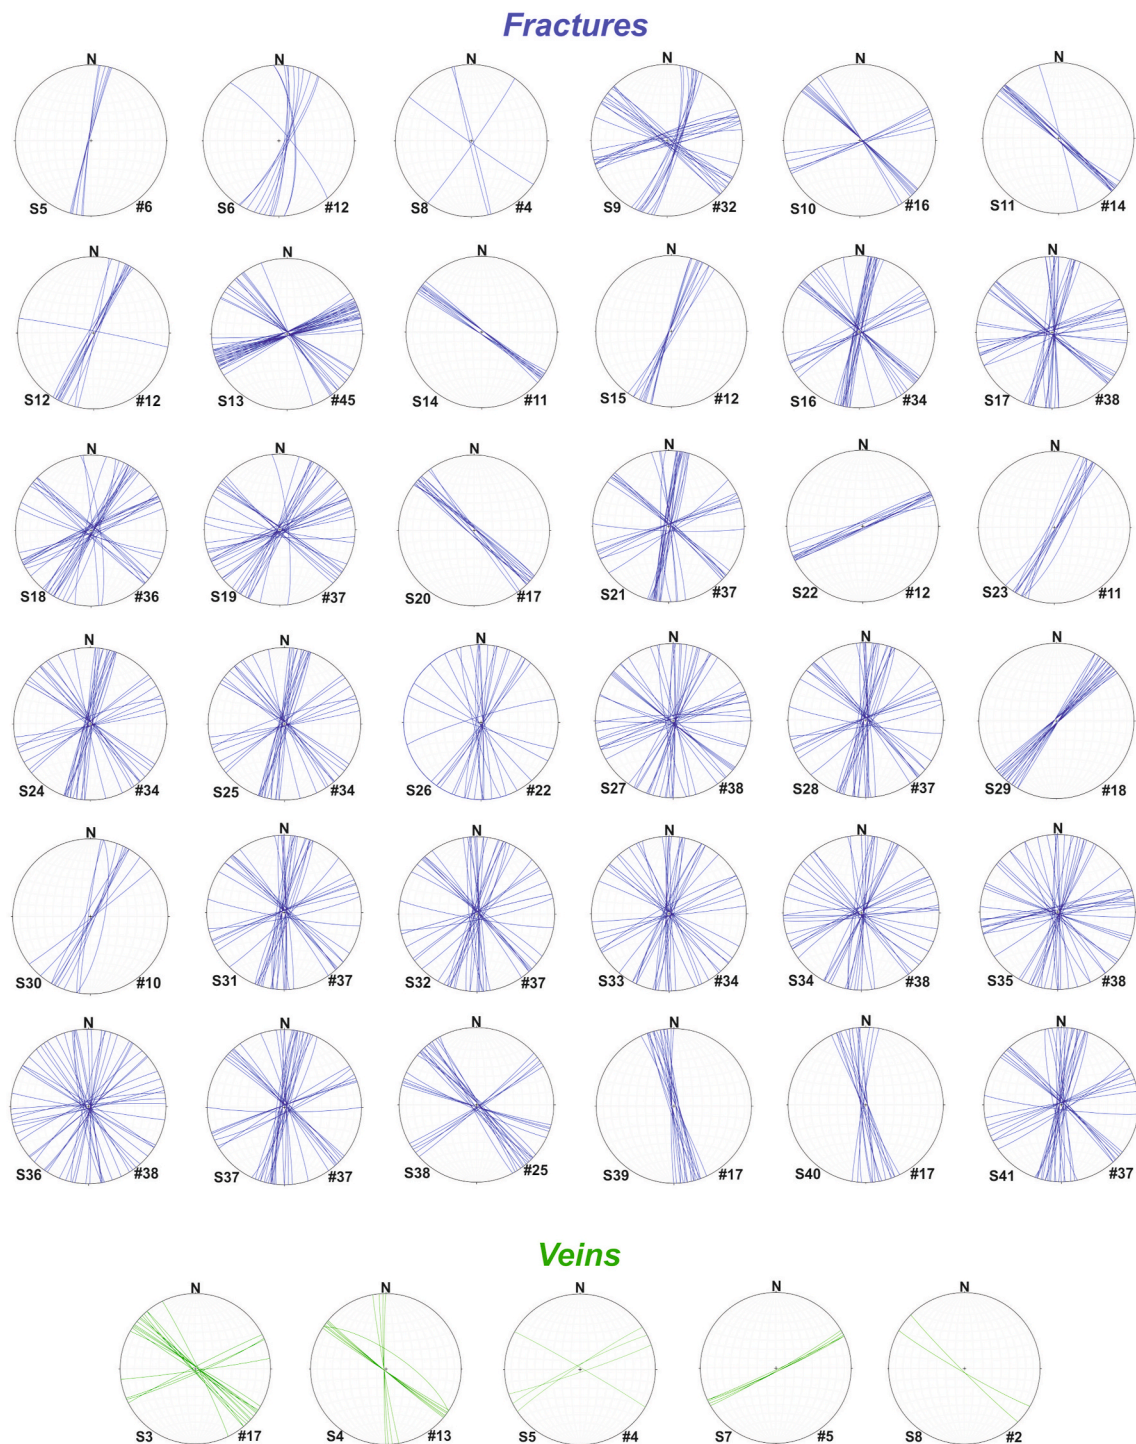 Fractures
N N N N N N
S5 #6 S6 #12 S8 #4 S9 #32 S10 #16 S11 #14
N N N N N N
S12 #12 S13 #45 S14 #11 S15 #12 S16 #34 S17 #38
N N N N N N
S18 #36 S19 #37 S20 #17 S21 #37 S22 #12 S23 #11
N N N N N N
S24 #34 S25 #34 S26 #22 S27 #38 S28 #37 S29 #18
N N N N N N
S30 #10 S31 #37 S32 #37 S33 #34 S34 #38 S35 #38
N N N N N N
S36 #38 S37 #37 S38 #25 S39 #17 S40 #17 S41 #37
Veins
N N N N N
S3 #17 S4 #13 S5 #4 S7 #5 S8 #2